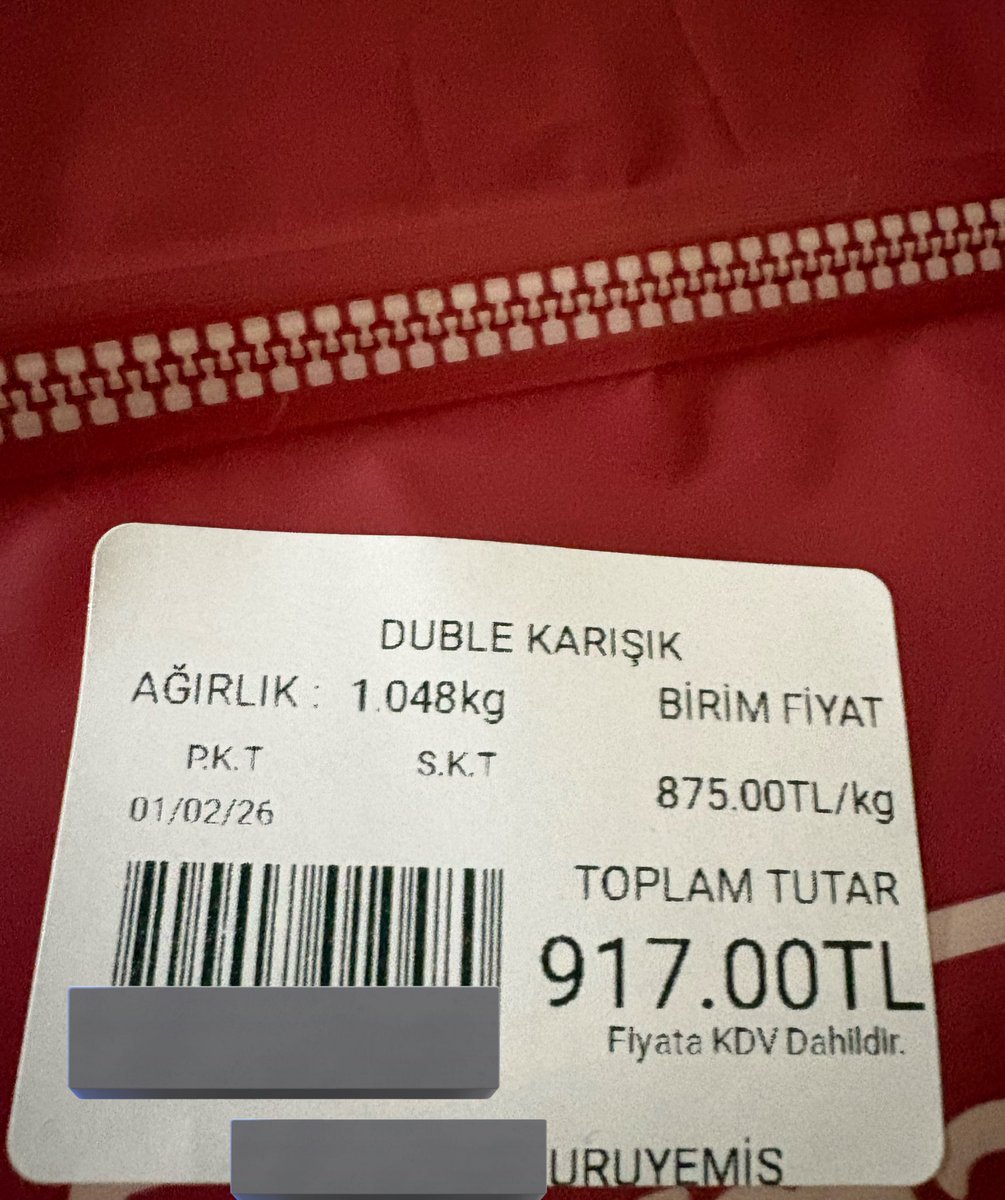 DUBLE KARIŞIK
AĞIRLIK : 1.048kg
BİRİM FİYAT
P.K.T
S.K.T
01/02/26
875.00TL/kg
TOPLAM TUTAR
917.00TL
Fiyata KDV Dahildir.
URUYEMİS